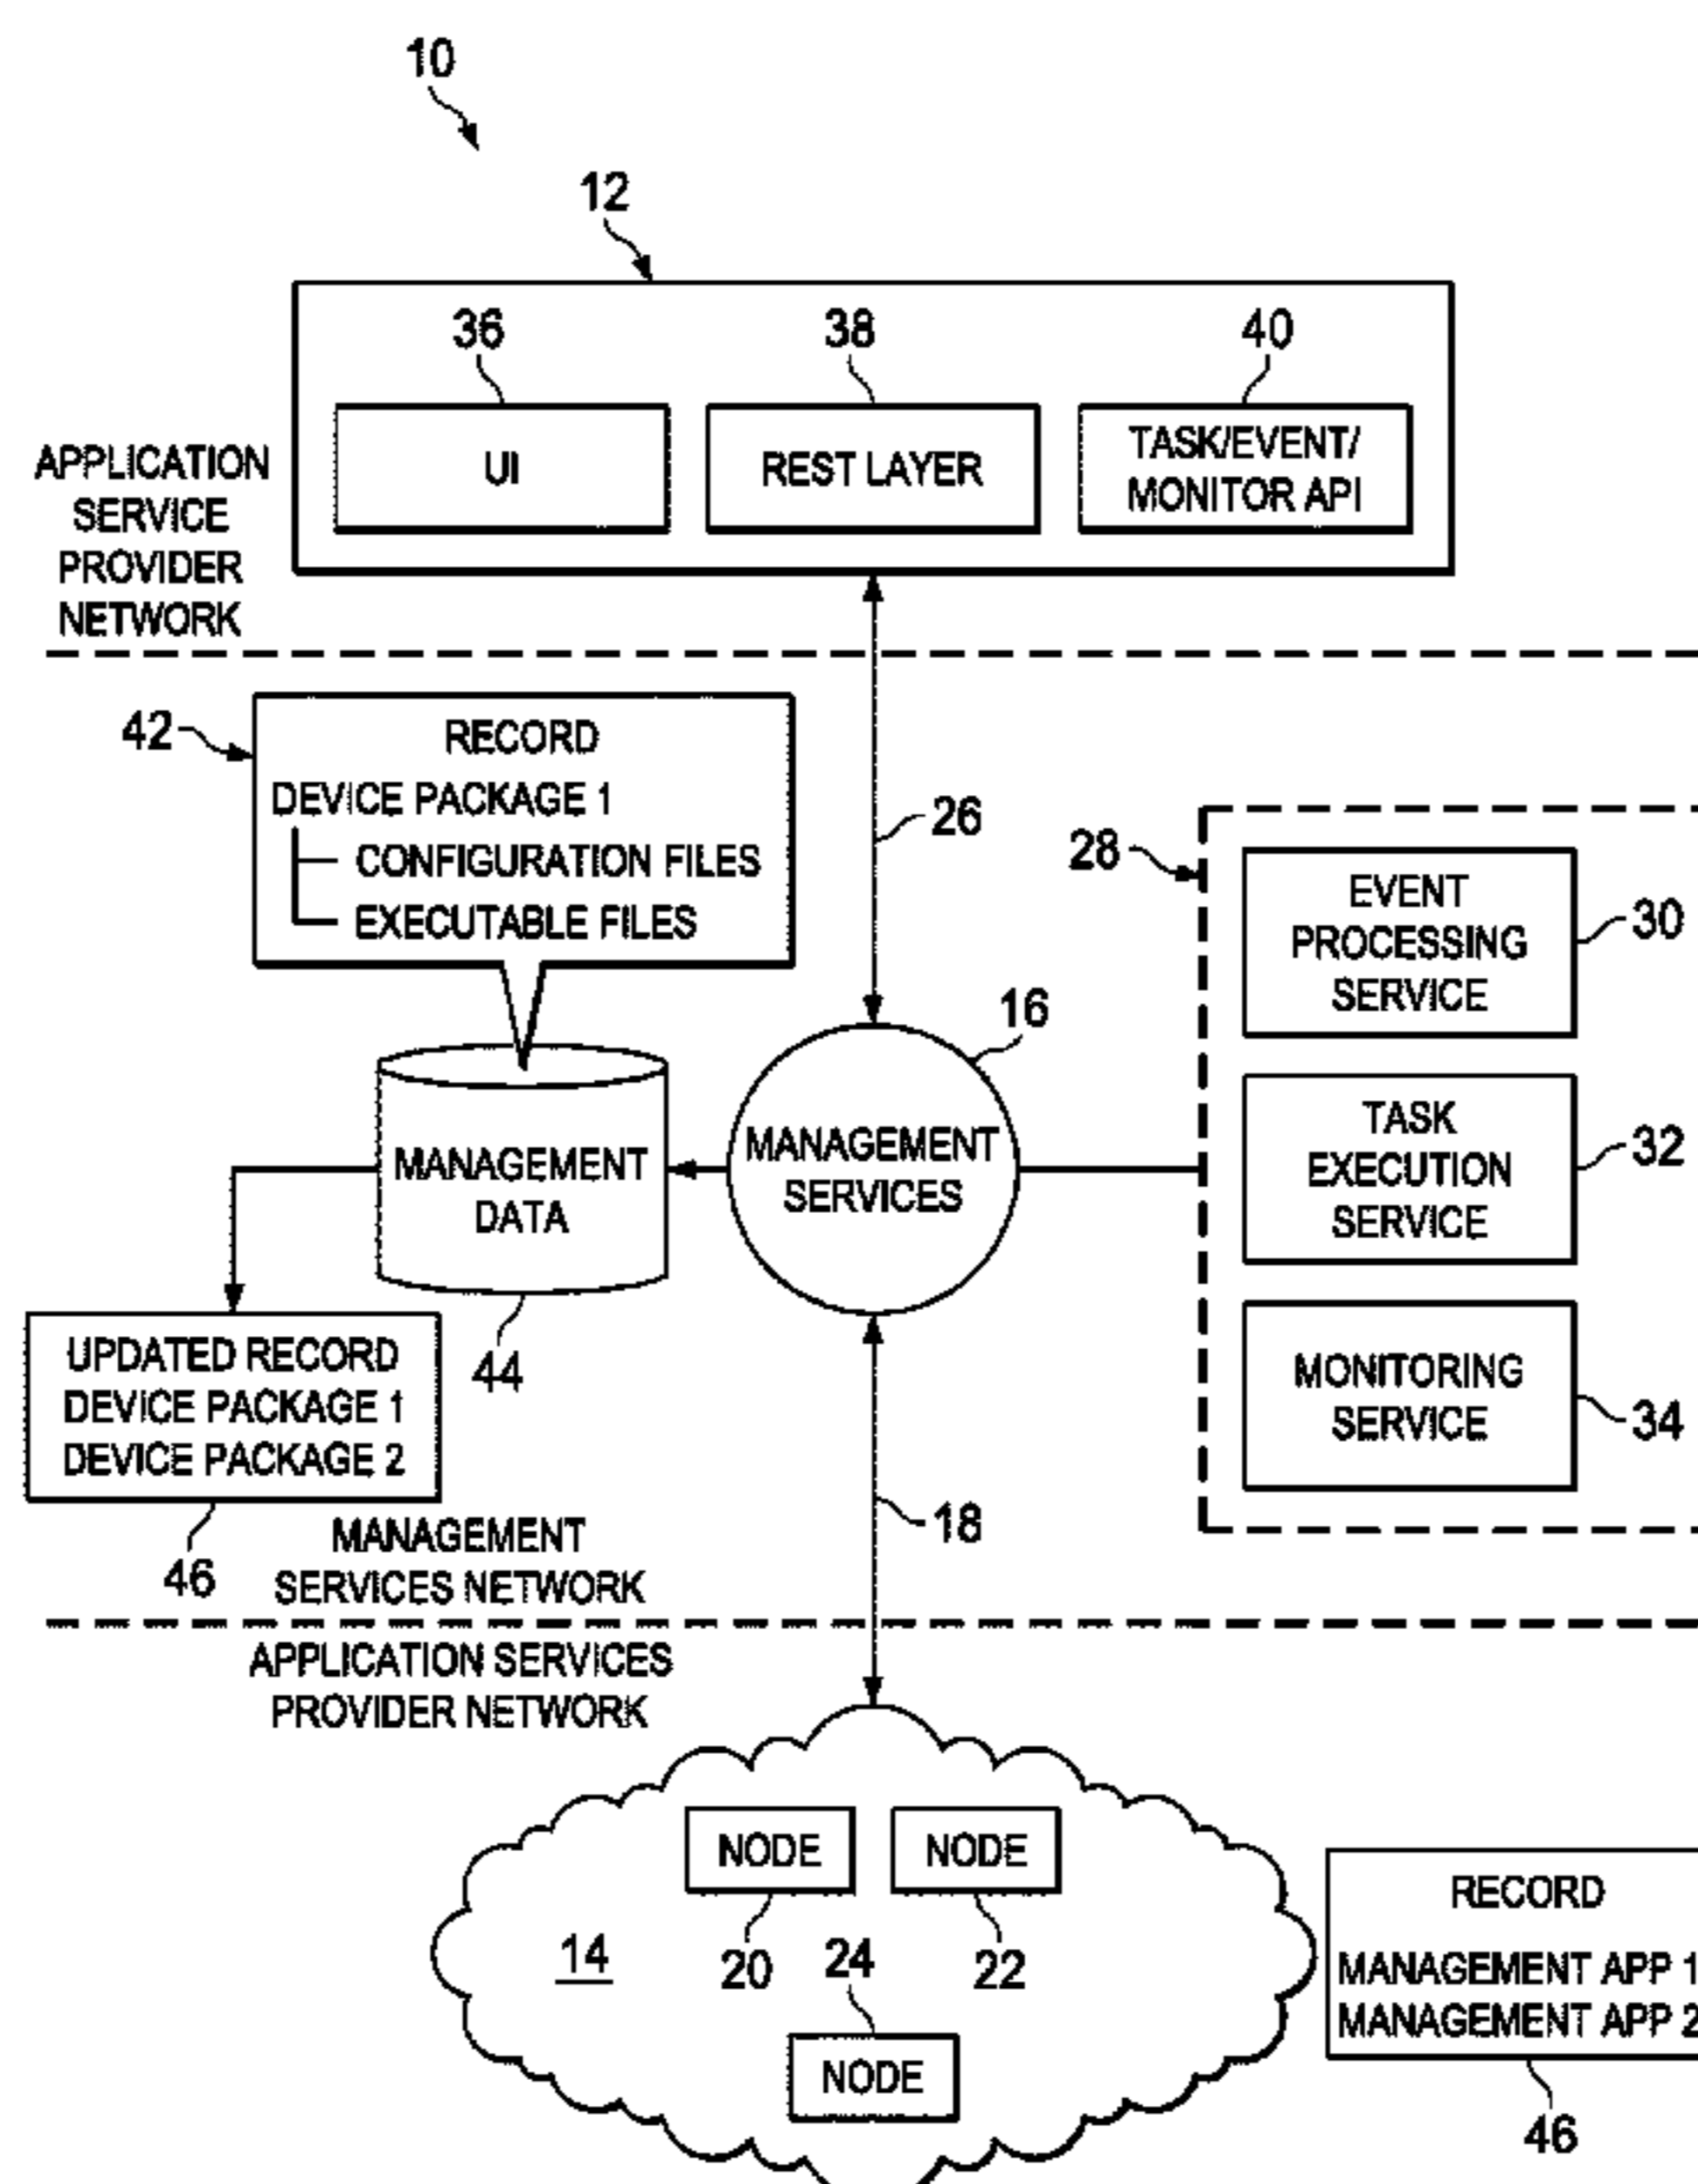 10
12
36
38
40
UI
REST LAYER
TASK/EVENT/
MONITOR API
APPLICATION
SERVICE
PROVIDER
NETWORK
42
RECORD
DEVICE PACKAGE 1
CONFIGURATION FILES
EXECUTABLE FILES
26
28
EVENT
PROCESSING
SERVICE
30
16
MANAGEMENT
DATA
MANAGEMENT
SERVICES
TASK
EXECUTION
SERVICE
32
44
UPDATED RECORD
DEVICE PACKAGE 1
DEVICE PACKAGE 2
46
MONITORING
SERVICE
34
18
MANAGEMENT
SERVICES NETWORK
APPLICATION SERVICES
PROVIDER NETWORK
NODE
NODE
14
20
24
22
NODE
RECORD
MANAGEMENT APP 1
MANAGEMENT APP 2
46